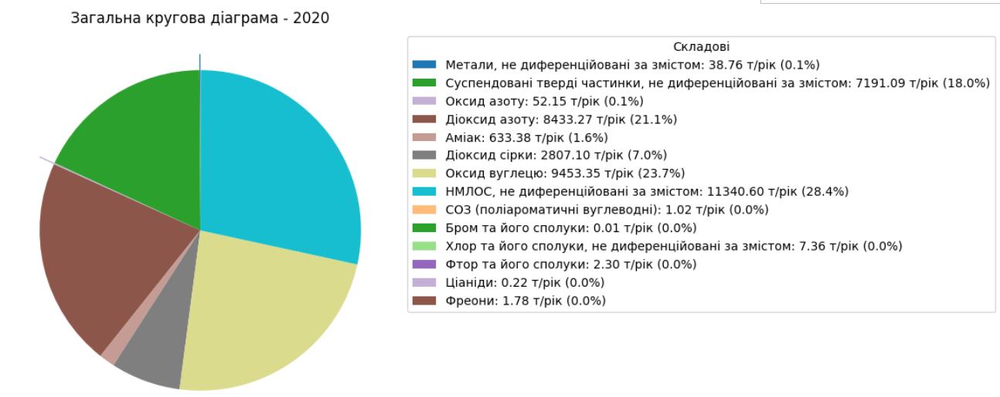 Загальна кругова діаграма - 2020
Складові
Метали, не диференційовані за змістом: 38.76 т/рік (0.1%)
Суспендовані тверді частинки, не диференційовані за змістом: 7191.09 т/рік (18.0%)
Оксид азоту: 52.15 т/рік (0.1%)
Діоксид азоту: 8433.27 т/рік (21.1%)
Аміак: 633.38 т/рік (1.6%)
Діоксид сірки: 2807.10 т/рік (7.0%)
Оксид вуглецю: 9453.35 т/рік (23.7%)
НМЛОС, не диференційовані за змістом: 11340.60 т/рік (28.4%)
СОЗ (поліароматичні вуглеводні): 1.02 т/рік (0.0%)
Бром та його сполуки: 0.01 т/рік (0.0%)
Хлор та його сполуки, не диференційовані за змістом: 7.36 т/рік (0.0%)
Фтор та його сполуки: 2.30 т/рік (0.0%)
Ціаніди: 0.22 т/рік (0.0%)
Фреони: 1.78 т/рік (0.0%)